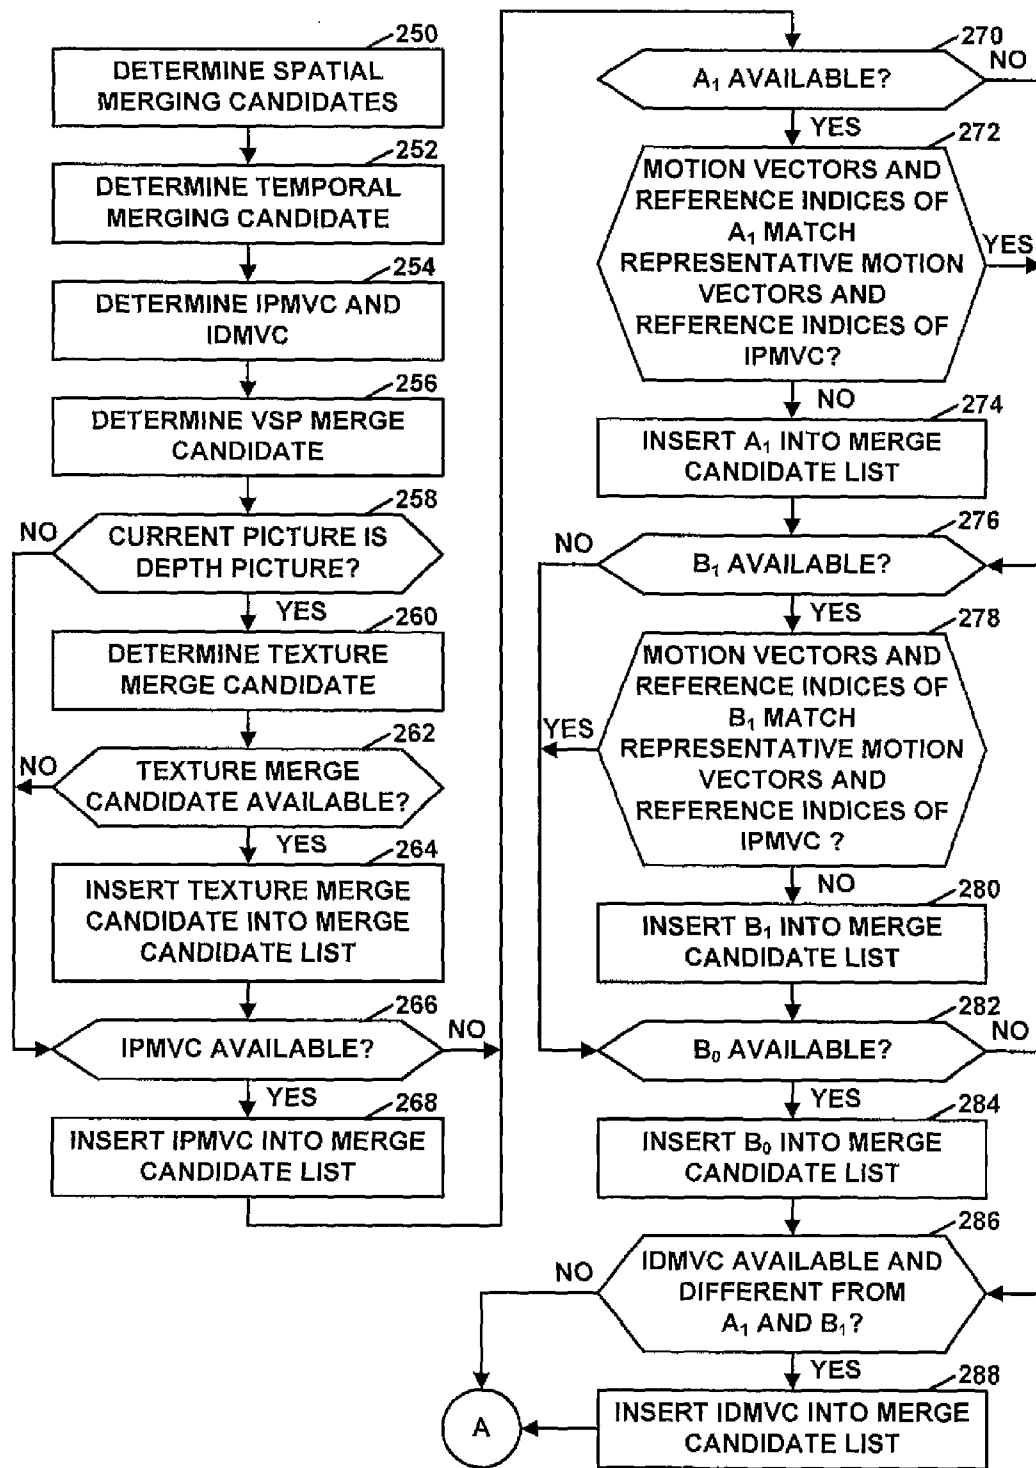 250
DETERMINE SPATIAL
MERGING CANDIDATES
252
DETERMINE TEMPORAL
MERGING CANDIDATE
254
DETERMINE IPMVC AND
IDMVC
256
DETERMINE VSP MERGE
CANDIDATE
258
NO
CURRENT PICTURE IS
DEPTH PICTURE?
YES
260
DETERMINE TEXTURE
MERGE CANDIDATE
262
NO
TEXTURE MERGE
CANDIDATE AVAILABLE?
YES
264
INSERT TEXTURE MERGE
CANDIDATE INTO MERGE
CANDIDATE LIST
266
IPMVC AVAILABLE?
NO
YES
268
INSERT IPMVC INTO MERGE
CANDIDATE LIST
270
A₁ AVAILABLE?
NO
YES
272
MOTION VECTORS AND
REFERENCE INDICES OF
A₁ MATCH
REPRESENTATIVE MOTION
VECTORS AND
REFERENCE INDICES OF
IPMVC?
YES
NO
274
INSERT A₁ INTO MERGE
CANDIDATE LIST
276
NO
B₁ AVAILABLE?
YES
278
MOTION VECTORS AND
REFERENCE INDICES OF
B₁ MATCH
REPRESENTATIVE MOTION
VECTORS AND
REFERENCE INDICES OF
IPMVC ?
YES
NO
280
INSERT B₁ INTO MERGE
CANDIDATE LIST
282
B₀ AVAILABLE?
NO
YES
284
INSERT B₀ INTO MERGE
CANDIDATE LIST
286
NO
IDMVC AVAILABLE AND
DIFFERENT FROM
A₁ AND B₁?
YES
288
INSERT IDMVC INTO MERGE
CANDIDATE LIST
A